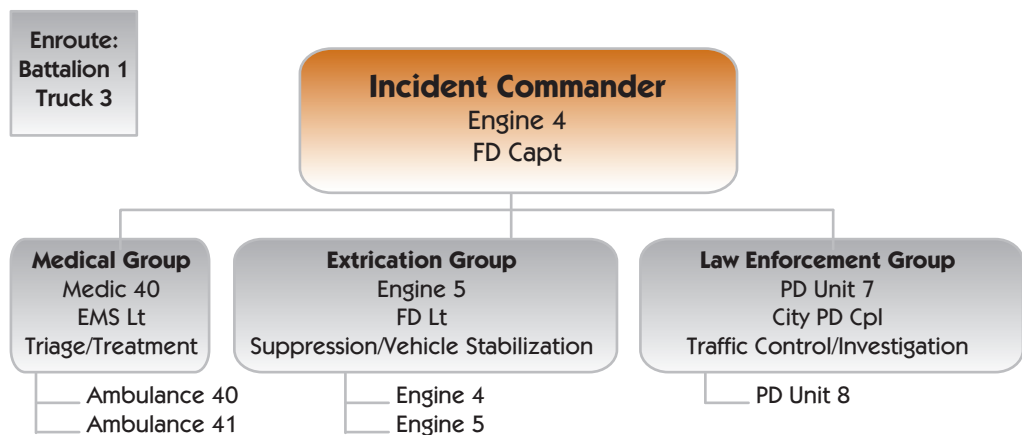 Enroute:
Battalion 1
Truck 3
Incident Commander
Engine 4
FD Capt
Medical Group
Medic 40
EMS Lt
Triage/Treatment
Ambulance 40
Ambulance 41
Extrication Group
Engine 5
FD Lt
Suppression/Vehicle Stabilization
Engine 4
Engine 5
Law Enforcement Group
PD Unit 7
City PD Cpl
Traffic Control/Investigation
PD Unit 8